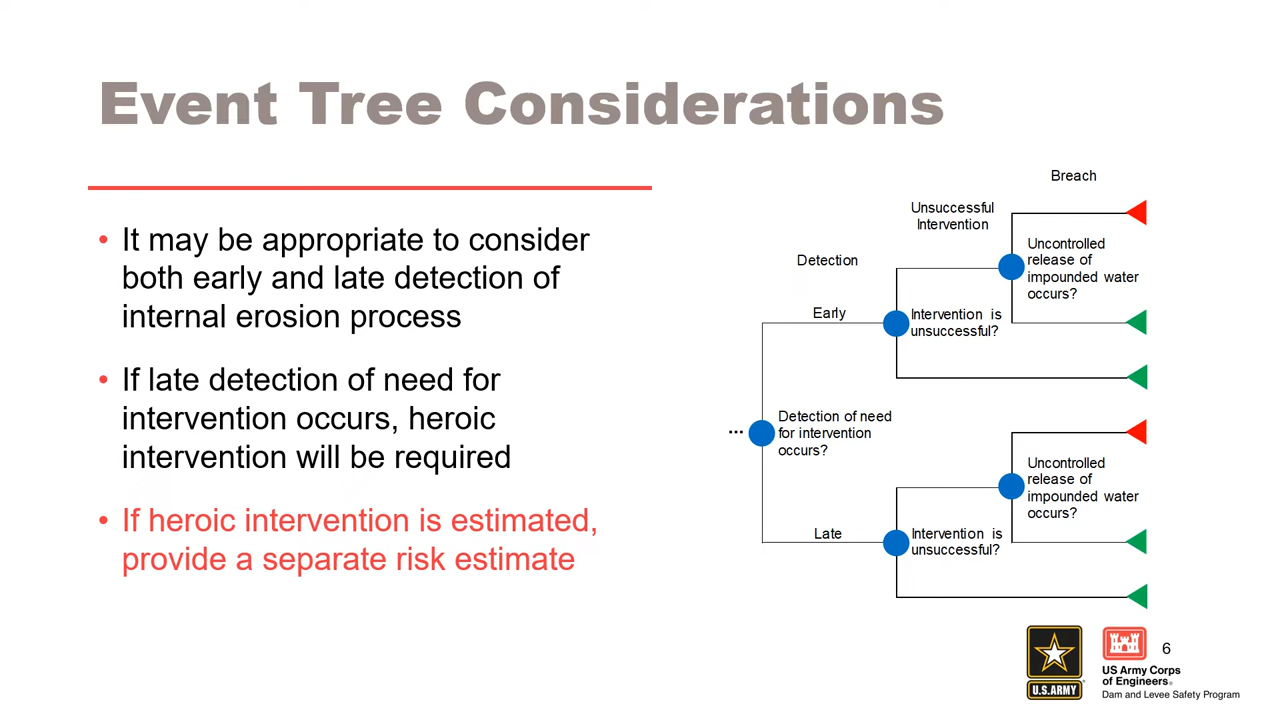 Event Tree Considerations
• It may be appropriate to consider
both early and late detection of
internal erosion process
• If late detection of need for
intervention occurs, heroic
intervention will be required
• If heroic intervention is estimated,
provide a separate risk estimate
Breach
Unsuccessful
Intervention
Detection
Uncontrolled
release of
impounded water
occurs?
Early
Intervention is
unsuccessful?
...
Detection of need
for intervention
occurs?
Uncontrolled
release of
impounded water
occurs?
Late
Intervention is
unsuccessful?
U.S. ARMY
US Army Corps
of Engineers®
Dam and Levee Safety Program
6